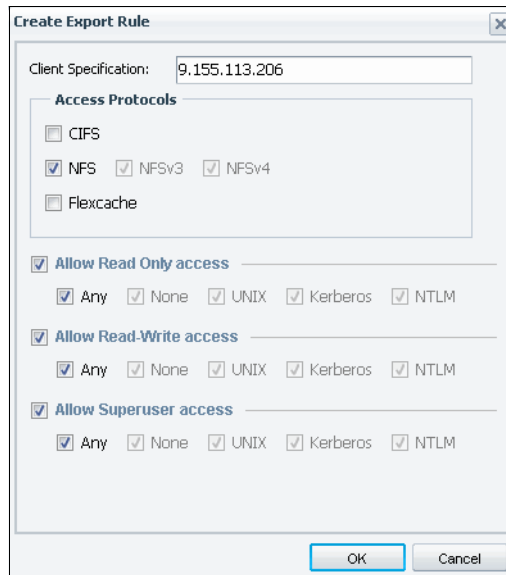 Create Export Rule
Client Specification: 9.155.113.206
Access Protocols
CIFS
NFS NFSv3 NFSv4
Flexcache
Allow Read Only access
Any None UNIX Kerberos NTLM
Allow Read-Write access
Any None UNIX Kerberos NTLM
Allow Superuser access
Any None UNIX Kerberos NTLM
OK Cancel